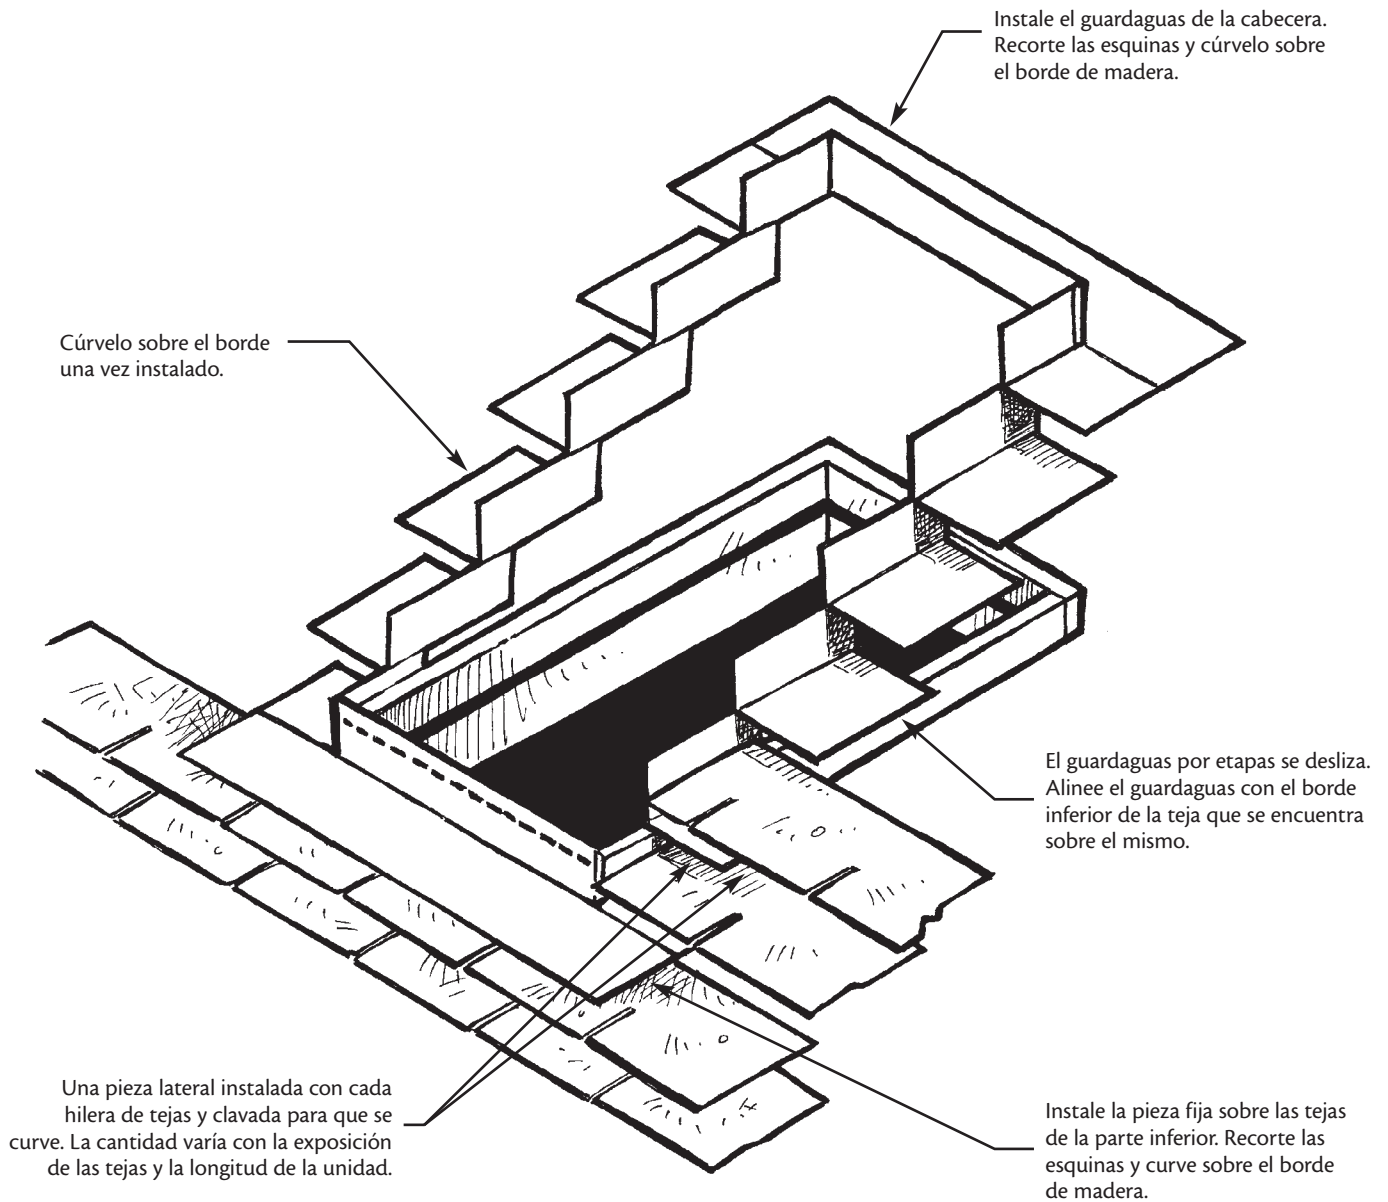 Instale el guardaguas de la cabecera.
Recorte las esquinas y cúrvelo sobre
el borde de madera.
Cúrvelo sobre el borde
una vez instalado.
El guardaguas por etapas se desliza.
Alinee el guardaguas con el borde
inferior de la teja que se encuentra
sobre el mismo.
Una pieza lateral instalada con cada
hilera de tejas y clavada para que se
curve. La cantidad varía con la exposición
de las tejas y la longitud de la unidad.
Instale la pieza fija sobre las tejas
de la parte inferior. Recorte las
esquinas y curve sobre el borde
de madera.